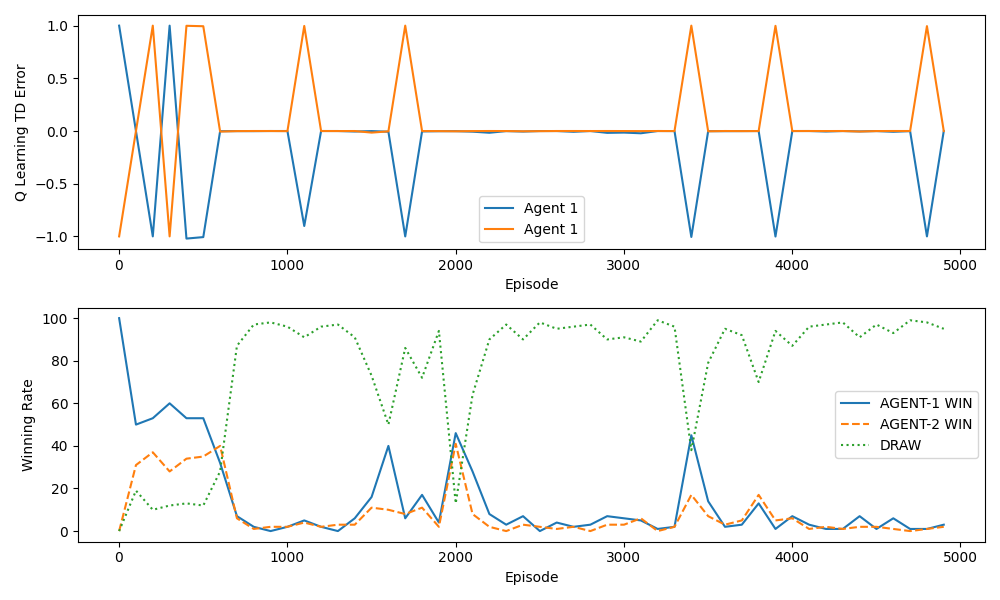 1.0
0.5
0.0
−0.5
−1.0
Q Learning TD Error
Agent 1
Agent 1
0 1000 2000 3000 4000 5000
Episode
100
80
60
40
20
0
Winning Rate
AGENT-1 WIN
AGENT-2 WIN
DRAW
0 1000 2000 3000 4000 5000
Episode